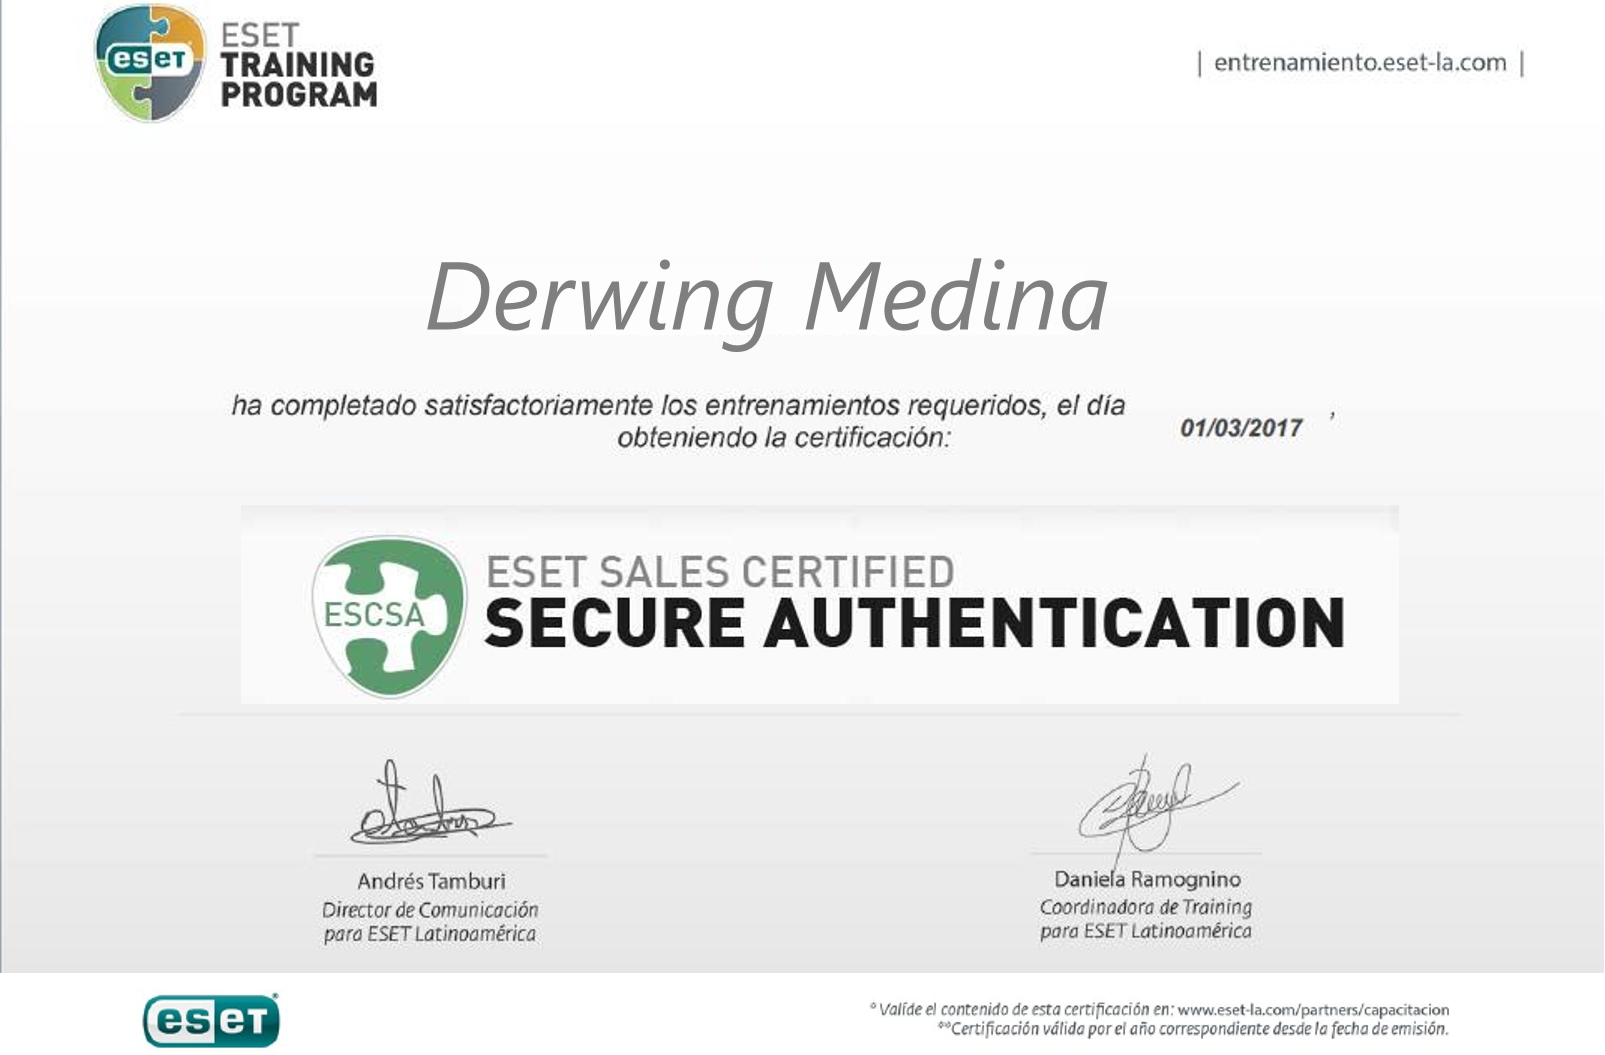 eset
ESET
TRAINING
PROGRAM
| entrenamiento.eset-la.com |
Derwing Medina
ha completado satisfactoriamente los entrenamientos requeridos, el día 01/03/2017 ,
obteniendo la certificación:
ESCSA
ESET SALES CERTIFIED
SECURE AUTHENTICATION
Andrés Tamburi
Director de Comunicación
para ESET Latinoamérica
Daniela Ramognino
Coordinadora de Training
para ESET Latinoamérica
eset®
* Valíde el contenido de esta certificación en: www.eset-la.com/partners/capacitacion
**Certificación válida por el año correspondiente desde la fecha de emisión.